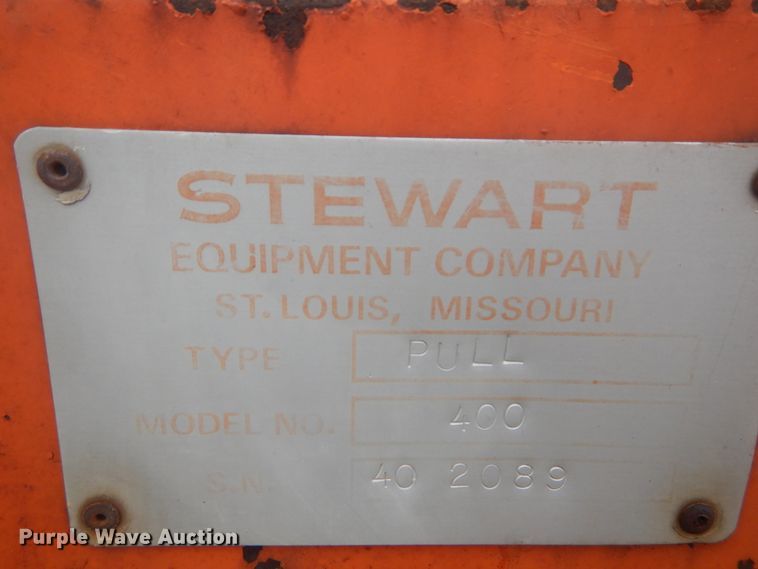 STEWART
EQUIPMENT COMPANY
ST. LOUIS, MISSOURI
TYPE PULL
MODEL NO. 400
S.N. 40 2089
Purple Wave Auction